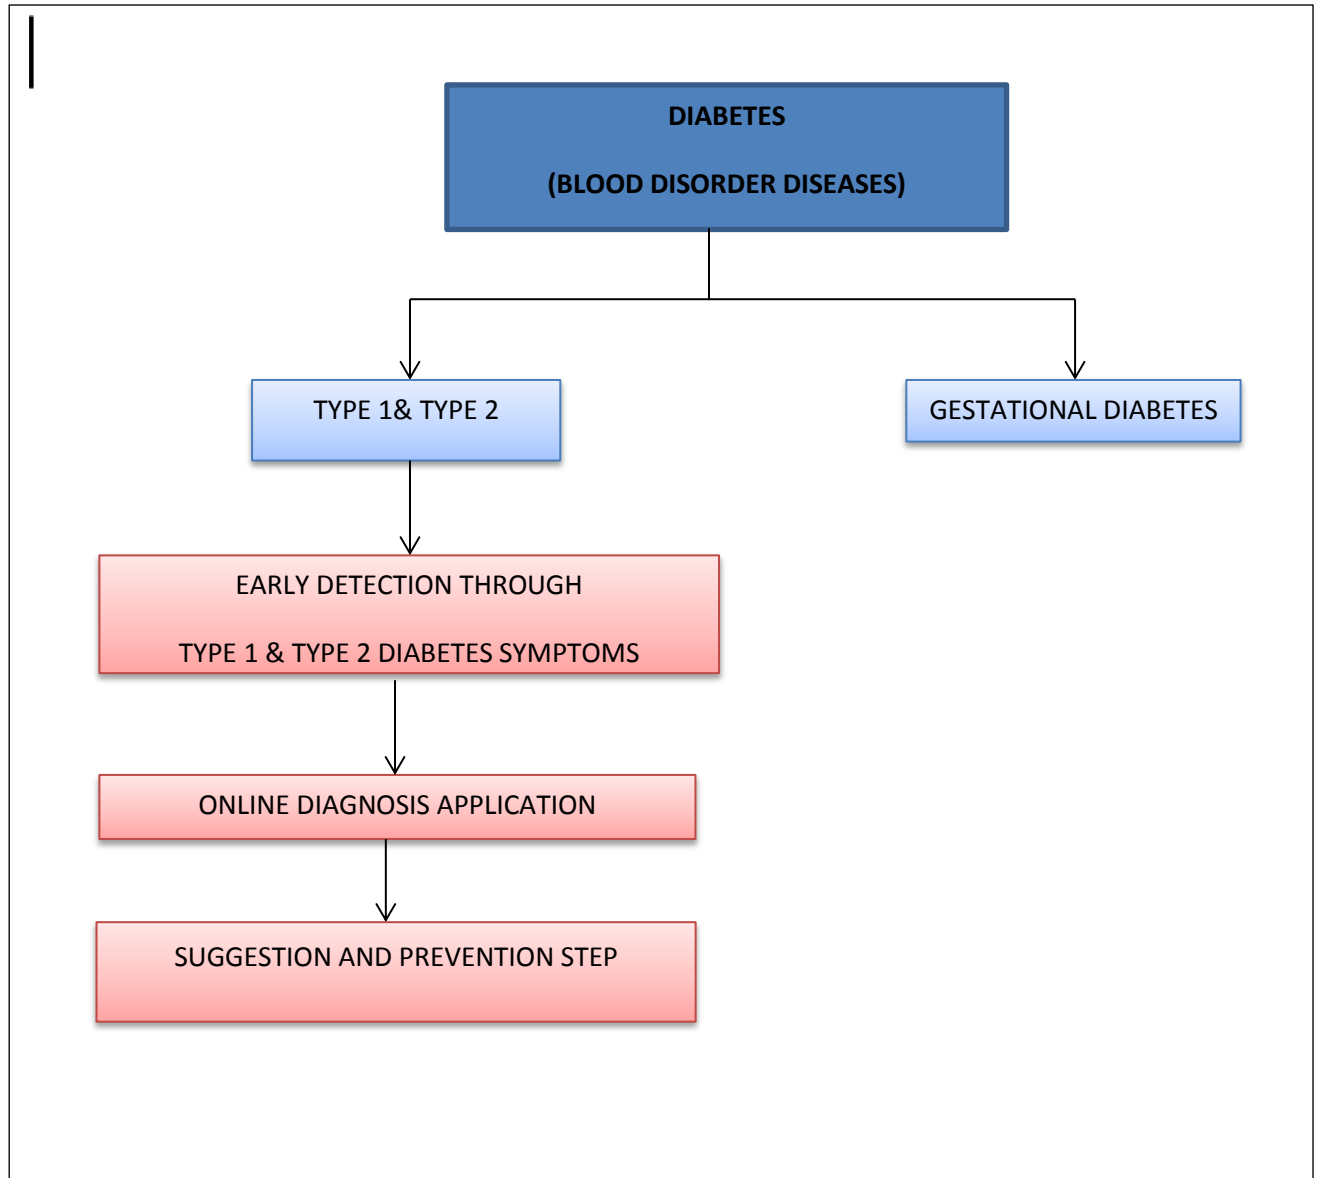 DIABETES
(BLOOD DISORDER DISEASES)
TYPE 1& TYPE 2
GESTATIONAL DIABETES
EARLY DETECTION THROUGH
TYPE 1 & TYPE 2 DIABETES SYMPTOMS
ONLINE DIAGNOSIS APPLICATION
SUGGESTION AND PREVENTION STEP